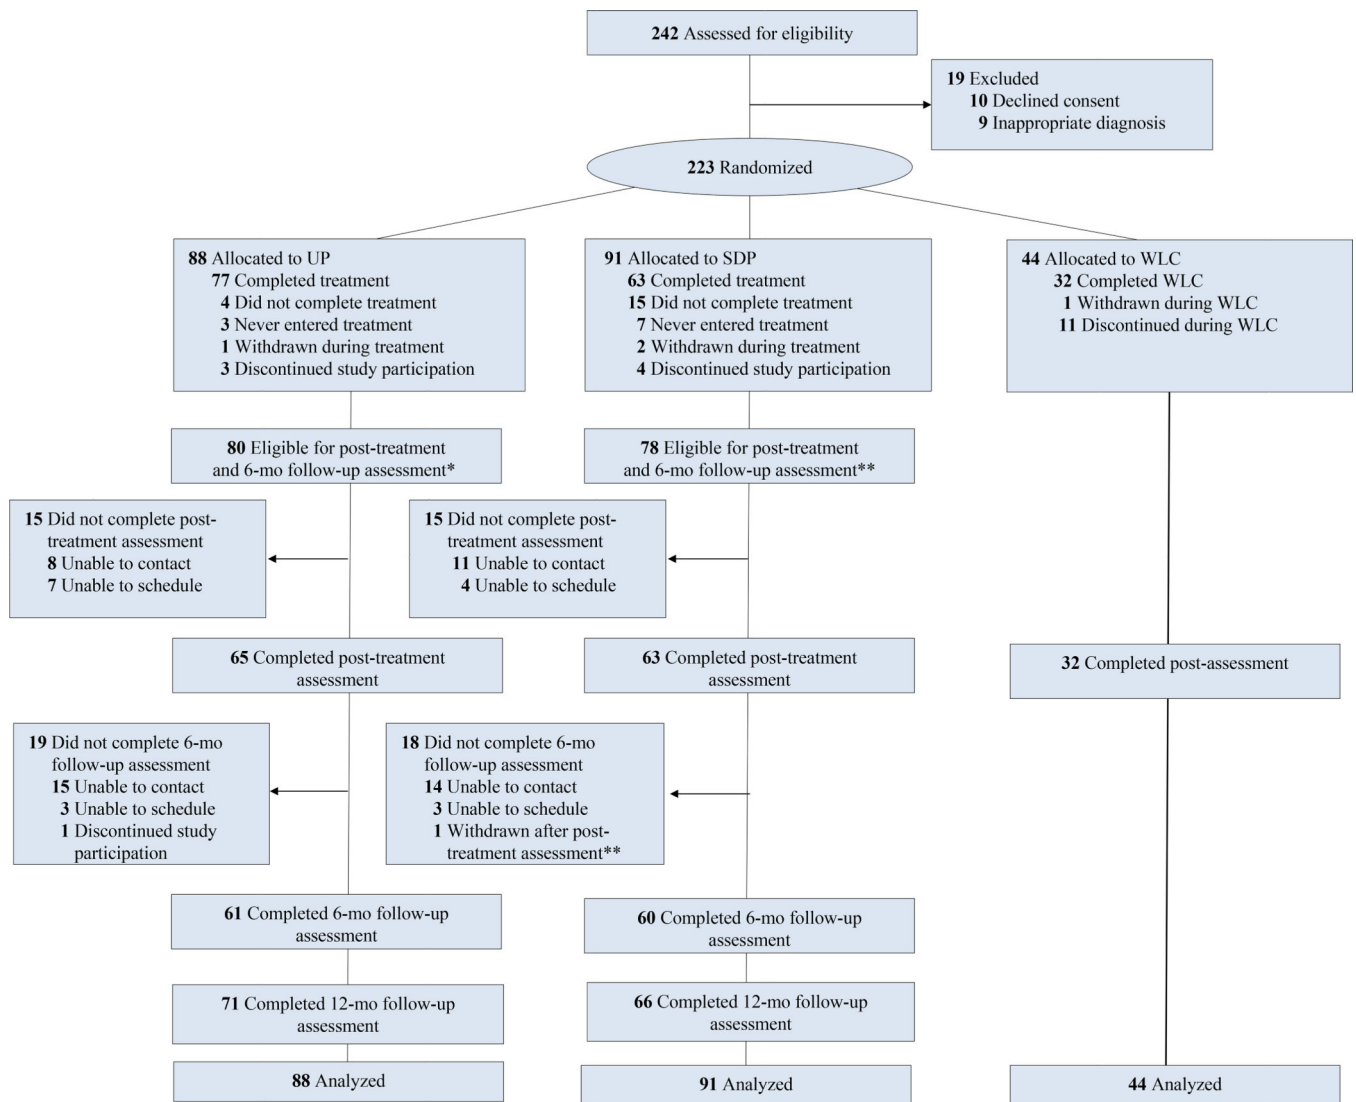 242 Assessed for eligibility
19 Excluded
10 Declined consent
9 Inappropriate diagnosis
223 Randomized
88 Allocated to UP
77 Completed treatment
4 Did not complete treatment
3 Never entered treatment
1 Withdrawn during treatment
3 Discontinued study participation
91 Allocated to SDP
63 Completed treatment
15 Did not complete treatment
7 Never entered treatment
2 Withdrawn during treatment
4 Discontinued study participation
44 Allocated to WLC
32 Completed WLC
1 Withdrawn during WLC
11 Discontinued during WLC
80 Eligible for post-treatment
and 6-mo follow-up assessment*
78 Eligible for post-treatment
and 6-mo follow-up assessment**
15 Did not complete post-
treatment assessment
8 Unable to contact
7 Unable to schedule
15 Did not complete post-
treatment assessment
11 Unable to contact
4 Unable to schedule
65 Completed post-treatment
assessment
63 Completed post-treatment
assessment
32 Completed post-assessment
19 Did not complete 6-mo
follow-up assessment
15 Unable to contact
3 Unable to schedule
1 Discontinued study
participation
18 Did not complete 6-mo
follow-up assessment
14 Unable to contact
3 Unable to schedule
1 Withdrawn after post-
treatment assessment**
61 Completed 6-mo follow-up
assessment
60 Completed 6-mo follow-up
assessment
71 Completed 12-mo follow-up
assessment
66 Completed 12-mo follow-up
assessment
88 Analyzed
91 Analyzed
44 Analyzed